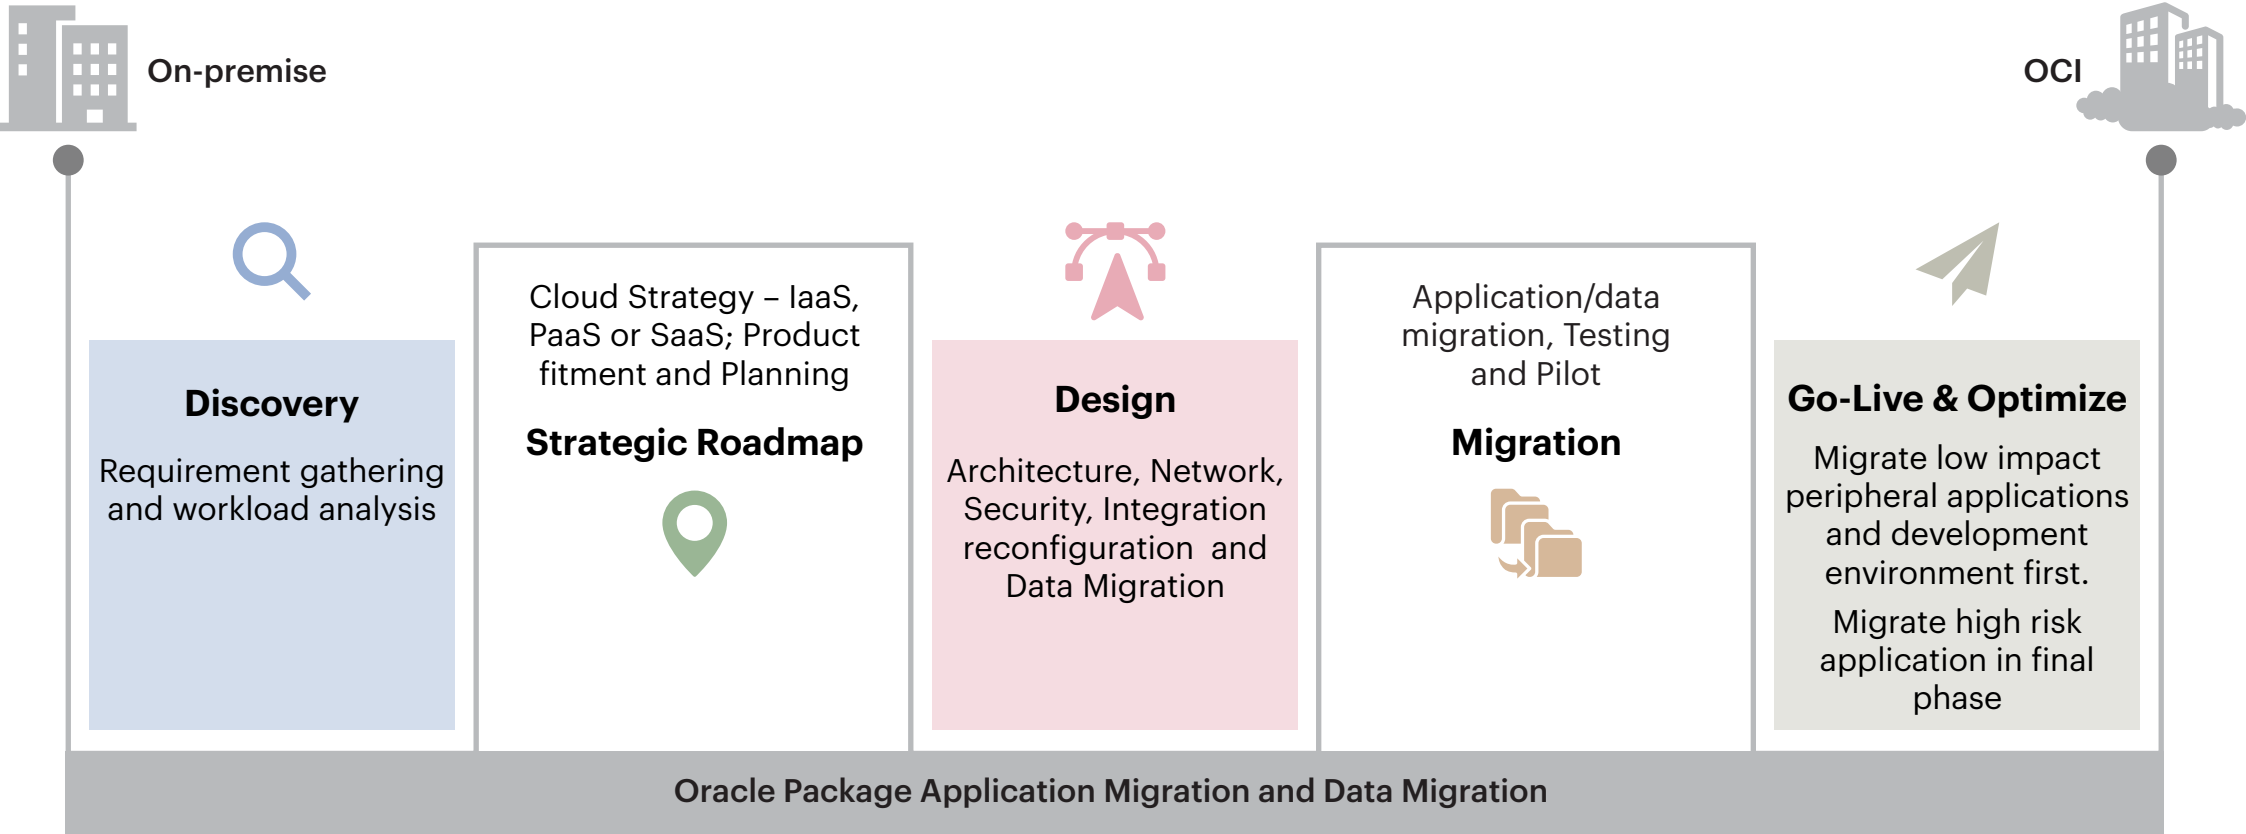 On-premise
OCI
Discovery
Requirement gathering
and workload analysis
Cloud Strategy – IaaS,
PaaS or SaaS; Product
fitment and Planning
Strategic Roadmap
Design
Architecture, Network,
Security, Integration
reconfiguration and
Data Migration
Application/data
migration, Testing
and Pilot
Migration
Go-Live & Optimize
Migrate low impact
peripheral applications
and development
environment first.
Migrate high risk
application in final
phase
Oracle Package Application Migration and Data Migration